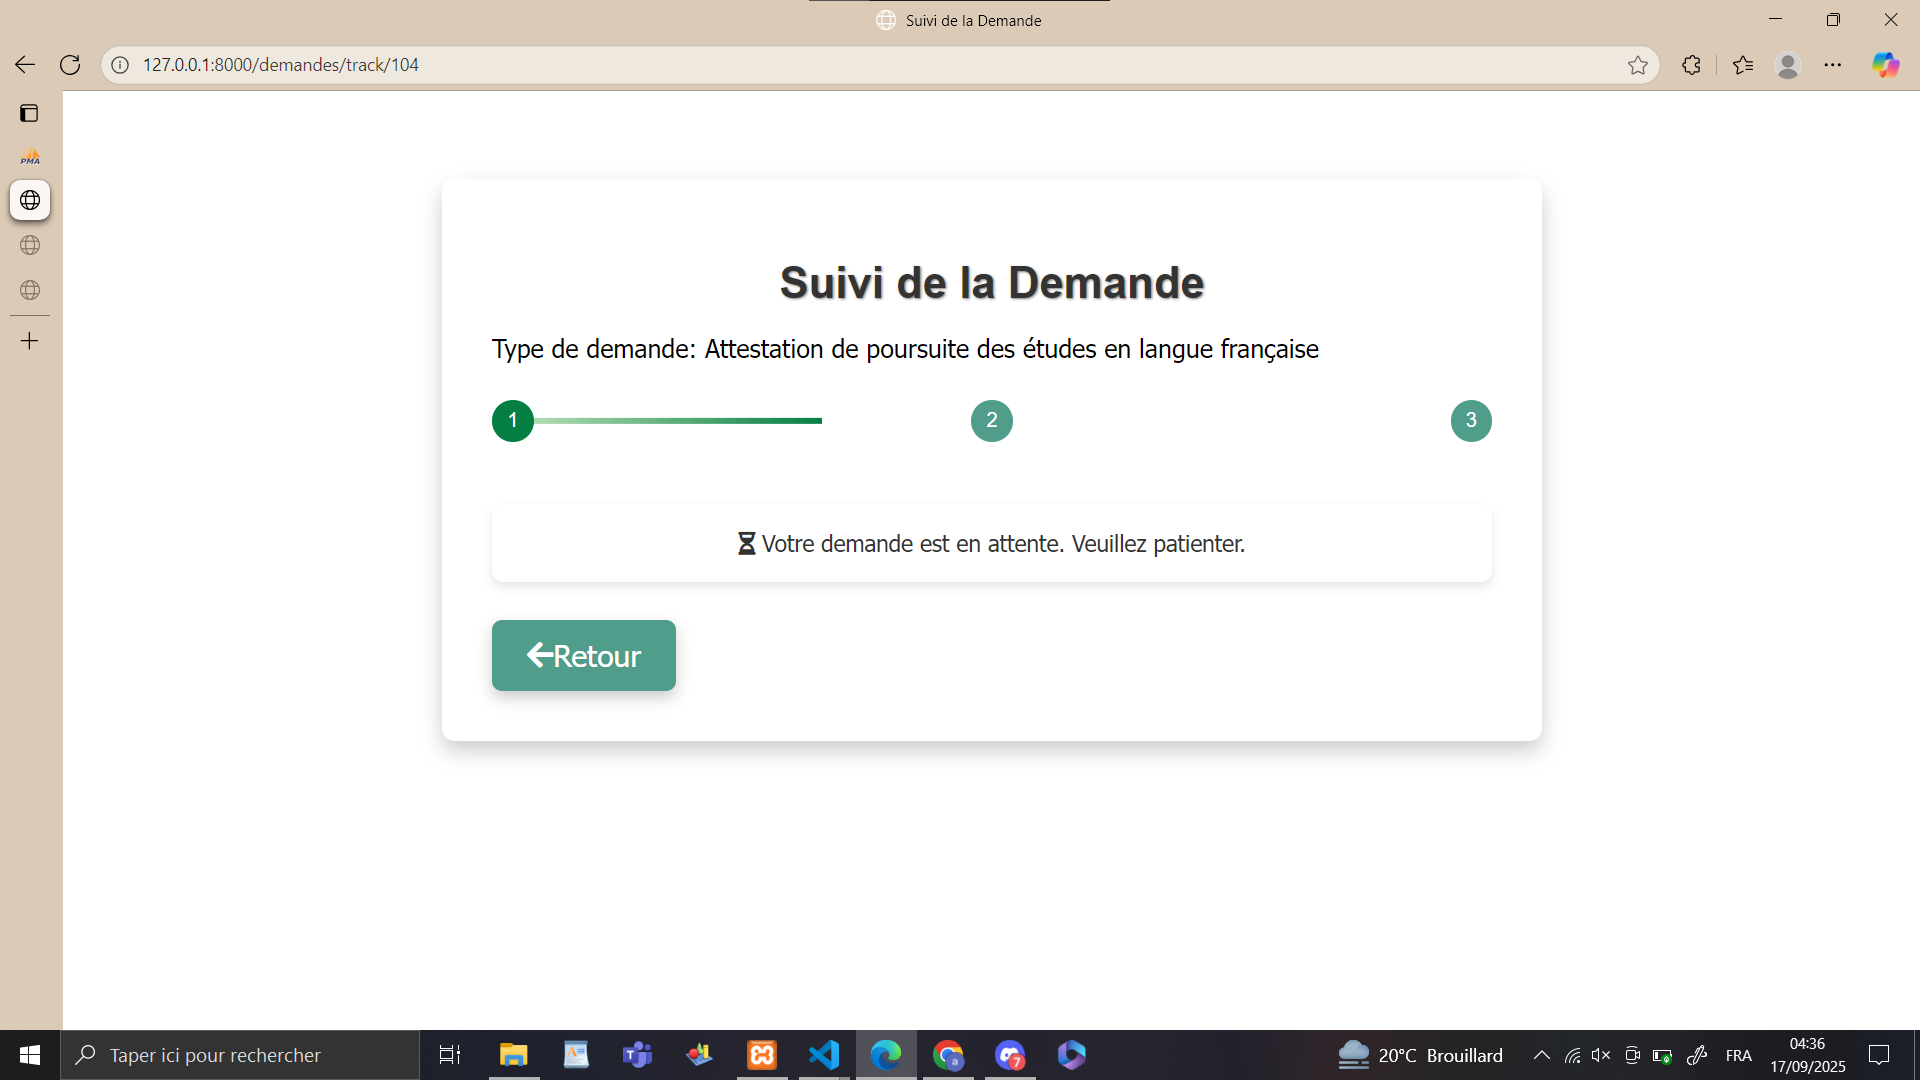 Suivi de la Demande
127.0.0.1:8000/demandes/track/104
PMA
Suivi de la Demande
Type de demande: Attestation de poursuite des études en langue française
1
2
3
Votre demande est en attente. Veuillez patienter.
Retour
Taper ici pour rechercher
20°C Brouillard
FRA
04:36
17/09/2025
7